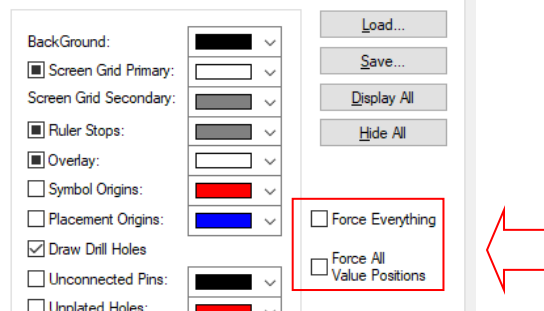 BackGround:
Screen Grid Primary:
Screen Grid Secondary:
Ruler Stops:
Overlay:
Symbol Origins:
Placement Origins:
Draw Drill Holes
Unconnected Pins:
Unplated Holes:
Load...
Save...
Display All
Hide All
Force Everything
Force All
Value Positions